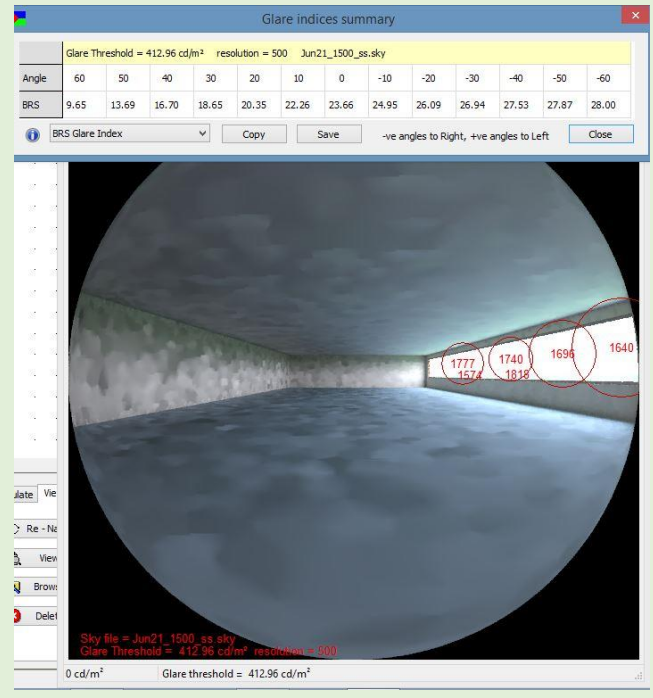 Glare indices summary
Glare Threshold = 412.96 cd/m² resolution = 500 Jun21_1500_ss.sky
Angle 60 50 40 30 20 10 0 -10 -20 -30 -40 -50 -60
BRS 9.65 13.69 16.70 18.65 20.35 22.26 23.66 24.95 26.09 26.94 27.53 27.87 28.00
BRS Glare Index Copy Save -ve angles to Right, +ve angles to Left Close
1777 1740 1696 1640
1574 1818
ulate Vie
Re - Na
View
Brows
Delet
Sky file = Jun21_1500_ss.sky
Glare Threshold = 412.96 cd/m² resolution = 500
0 cd/m² Glare threshold = 412.96 cd/m²